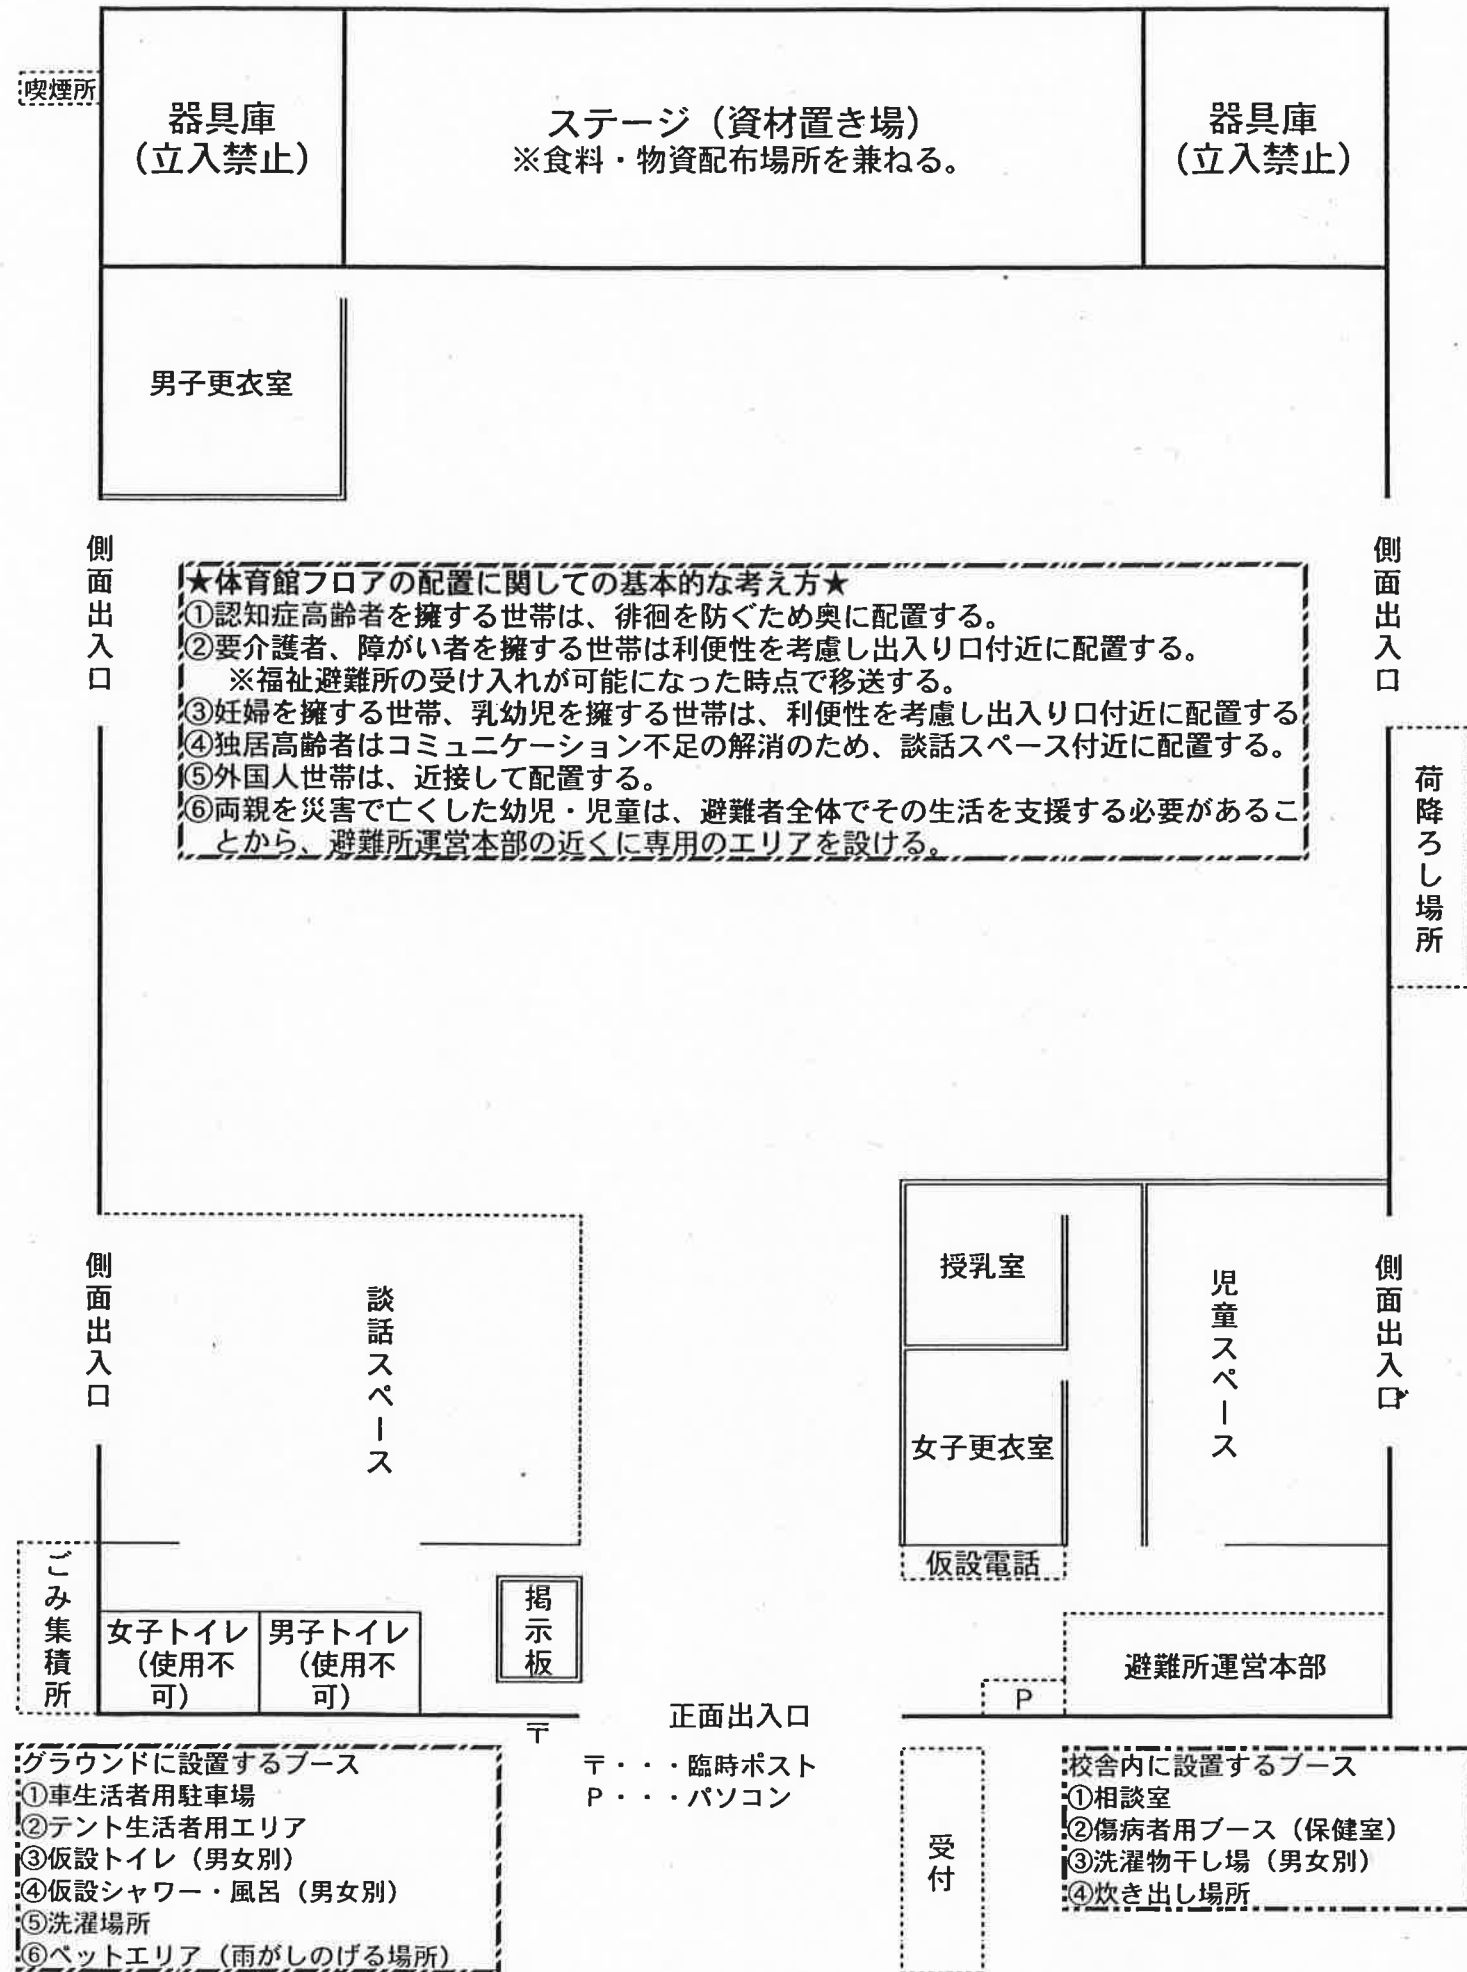 喫煙所
器具庫
（立入禁止）
ステージ（資材置き場）
※食料・物資配布場所を兼ねる。
器具庫
（立入禁止）
男子更衣室
側面出入口
側面出入口
★体育館フロアの配置に関しての基本的な考え方★
①認知症高齢者を擁する世帯は、徘徊を防ぐため奥に配置する。
②要介護者、障がい者を擁する世帯は利便性を考慮し出入り口付近に配置する。
※福祉避難所の受け入れが可能になった時点で移送する。
③妊婦を擁する世帯、乳幼児を擁する世帯は、利便性を考慮し出入り口付近に配置する
④独居高齢者はコミュニケーション不足の解消のため、談話スペース付近に配置する。
⑤外国人世帯は、近接して配置する。
⑥両親を災害で亡くした幼児・児童は、避難者全体でその生活を支援する必要があるこ
とから、避難所運営本部の近くに専用のエリアを設ける。
荷降ろし場所
側面出入口
談話スペース
授乳室
児童スペース
側面出入口
女子更衣室
仮設電話
ごみ集積所
女子トイレ
（使用不
可）
男子トイレ
（使用不
可）
掲示板
避難所運営本部
P
正面出入口
〒
〒・・・臨時ポスト
P・・・パソコン
グラウンドに設置するブース
①車生活者用駐車場
②テント生活者用エリア
③仮設トイレ（男女別）
④仮設シャワー・風呂（男女別）
⑤洗濯場所
⑥ペットエリア（雨がしのげる場所）
受付
校舎内に設置するブース
①相談室
②傷病者用ブース（保健室）
③洗濯物干し場（男女別）
④炊き出し場所